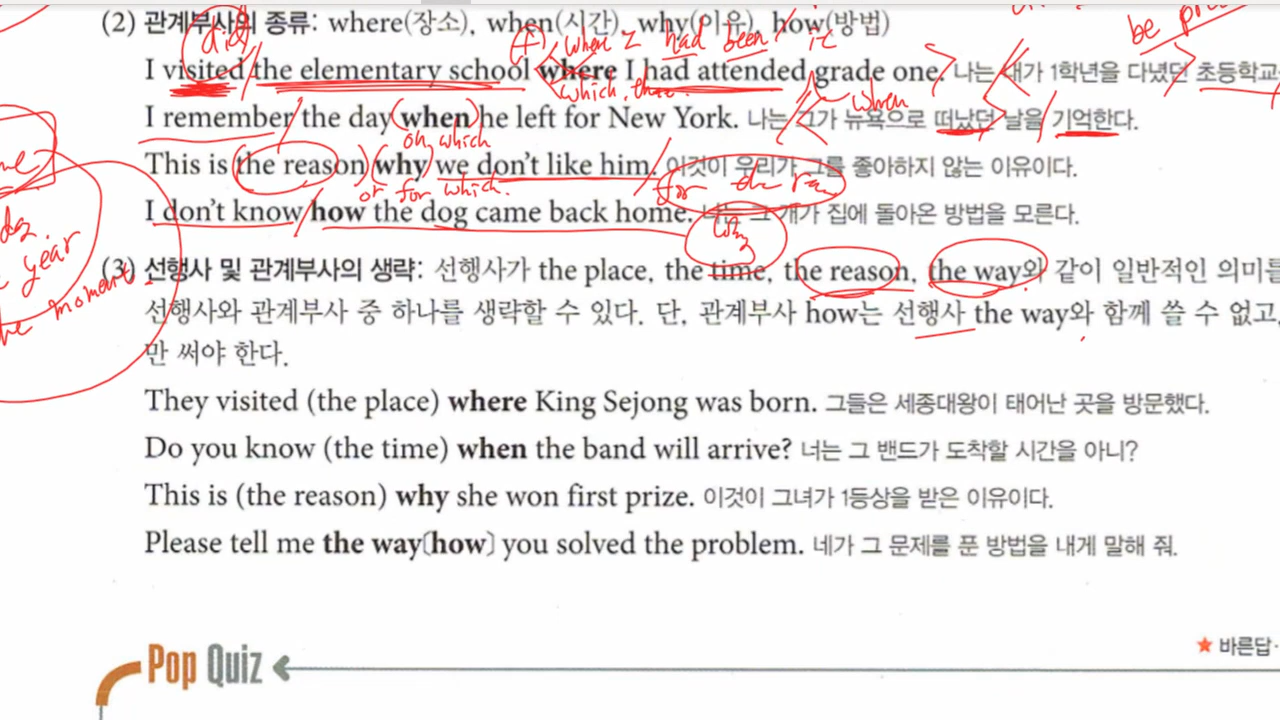 (2) 관계부사의 종류: where(장소), when(시간), why(이유), how(방법)
did
where I had been it
be
I visited the elementary school where I had attended grade one. 나는 내가 1학년을 다녔던 초등학교
which,
when
I remember the day when he left for New York. 나는 그가 뉴욕으로 떠났던 날을 기억한다.
on which
This is the reason why we don't like him. 이것이 우리가 그를 좋아하지 않는 이유이다.
or for which.
for the
I don't know how the dog came back home. 나는 그 개가 집에 돌아온 방법을 모른다.
year
moment.
(3) 선행사 및 관계부사의 생략: 선행사가 the place, the time, the reason, the way와 같이 일반적인 의미를
선행사와 관계부사 중 하나를 생략할 수 있다. 단, 관계부사 how는 선행사 the way와 함께 쓸 수 없고,
만 써야 한다.
They visited (the place) where King Sejong was born. 그들은 세종대왕이 태어난 곳을 방문했다.
Do you know (the time) when the band will arrive? 너는 그 밴드가 도착할 시간을 아니?
This is (the reason) why she won first prize. 이것이 그녀가 1등상을 받은 이유이다.
Please tell me the way[how] you solved the problem. 네가 그 문제를 푼 방법을 내게 말해 줘.
★ 바른답·
Pop Quiz